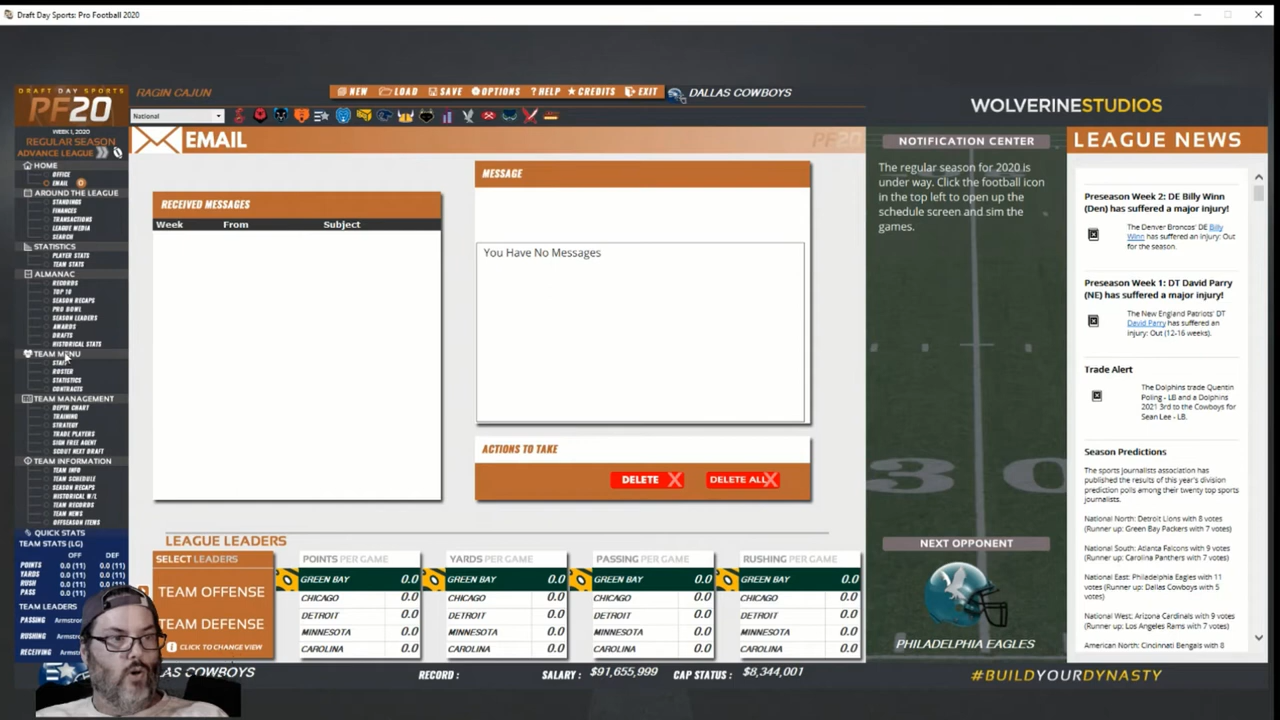 Draft Day Sports: Pro Football 2020
DRAFT DAY SPORTS
PF20
WEEK 1, 2020
REGULAR SEASON
ADVANCE LEAGUE
RAGIN CAJUN
NEW
LOAD
SAVE
OPTIONS
? HELP
CREDITS
EXIT
DALLAS COWBOYS
National
HOME
OFFICE
EMAIL
AROUND THE LEAGUE
STANDINGS
FINANCES
TRANSACTIONS
LEAGUE MEDIA
SEARCH
STATISTICS
PLAYER STATS
TEAM STATS
ALMANAC
RECORDS
TOP 10
SEASON RECAPS
PRO BOWL
SEASON LEADERS
AWARDS
DRAFTS
HISTORICAL STATS
TEAM MENU
STAFF
ROSTER
STATISTICS
CONTRACTS
TEAM MANAGEMENT
DEPTH CHART
TRAINING
STRATEGY
TRADE PLAYERS
SIGN FREE AGENT
SCOUT NEXT DRAFT
TEAM INFORMATION
TEAM INFO
TEAM SCHEDULE
SEASON RECAPS
HISTORICAL W/L
TEAM RECORDS
TEAM NEWS
OFFSEASON ITEMS
QUICK STATS
TEAM STATS (LG)
OFF DEF
POINTS 0.0 (11) 0.0 (11)
YARDS 0.0 (11) 0.0 (11)
RUSH 0.0 (11) 0.0 (11)
PASS 0.0 (11) 0.0 (11)
TEAM LEADERS
PASSING
RUSHING
RECEIVING
EMAIL
PF20
RECEIVED MESSAGES
Week From Subject
MESSAGE
You Have No Messages
ACTIONS TO TAKE
DELETE X
DELETE ALL X
LEAGUE LEADERS
SELECT LEADERS
TEAM OFFENSE
TEAM DEFENSE
CLICK TO CHANGE VIEW
POINTS PER GAME
GREEN BAY 0.0
CHICAGO 0.0
DETROIT 0.0
MINNESOTA 0.0
CAROLINA 0.0
YARDS PER GAME
GREEN BAY 0.0
CHICAGO 0.0
DETROIT 0.0
MINNESOTA 0.0
CAROLINA 0.0
PASSING PER GAME
GREEN BAY 0.0
CHICAGO 0.0
DETROIT 0.0
MINNESOTA 0.0
CAROLINA 0.0
RUSHING PER GAME
GREEN BAY 0.0
CHICAGO 0.0
DETROIT 0.0
MINNESOTA 0.0
CAROLINA 0.0
COWBOYS
RECORD :
SALARY : $91,655,999
CAP STATUS : $8,344,001
NOTIFICATION CENTER
The regular season for 2020 is
under way. Click the football icon
in the top left to open up the
schedule screen and sim the
games.
30
NEXT OPPONENT
PHILADELPHIA EAGLES
WOLVERINESTUDIOS
LEAGUE NEWS
Preseason Week 2: DE Billy Winn
(Den) has suffered a major injury!
The Denver Broncos' DE Billy
Winn has suffered an injury: Out
for the season.
Preseason Week 1: DT David Parry
(NE) has suffered a major injury!
The New England Patriots' DT
David Parry has suffered an
injury: Out (12-16 weeks).
Trade Alert
The Dolphins trade Quentin
Poling - LB and a Dolphins
2021 3rd to the Cowboys for
Sean Lee - LB.
Season Predictions
The sports journalists association has
published the results of this year's division
prediction polls among their twenty top sports
journalists.
National North: Detroit Lions with 8 votes
(Runner up: Green Bay Packers with 7 votes)
National South: Atlanta Falcons with 9 votes
(Runner up: Carolina Panthers with 7 votes)
National East: Philadelphia Eagles with 11
votes (Runner up: Dallas Cowboys with 5
votes)
National West: Arizona Cardinals with 9 votes
(Runner up: Los Angeles Rams with 7 votes)
American North: Cincinnati Bengals with 8
#BUILDYOURDYNASTY